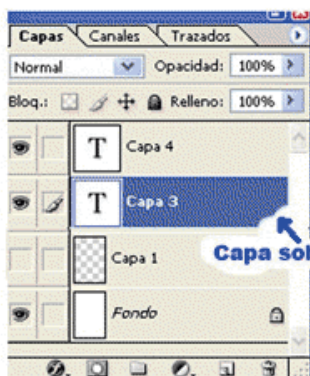 Capas Canales Trazados
Normal Opacidad: 100%
Bloq.: Relleno: 100%
T Capa 4
T Capa 3
Capa sol
Capa 1
Fondo